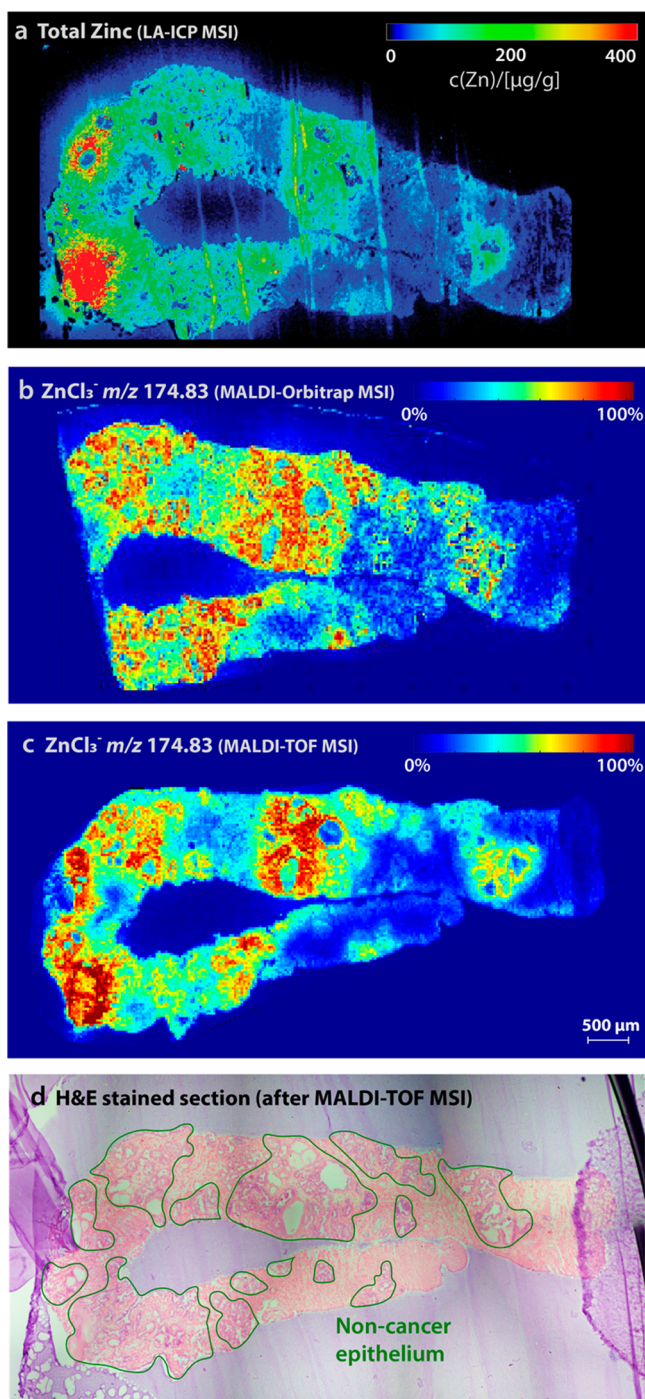 a Total Zinc (LA-ICP MSI)
0 200 400
c(Zn)/[µg/g]
b ZnCl₃⁻ m/z 174.83 (MALDI-Orbitrap MSI)
0% 100%
c ZnCl₃⁻ m/z 174.83 (MALDI-TOF MSI)
0% 100%
500 µm
d H&E stained section (after MALDI-TOF MSI)
Non-cancer
epithelium